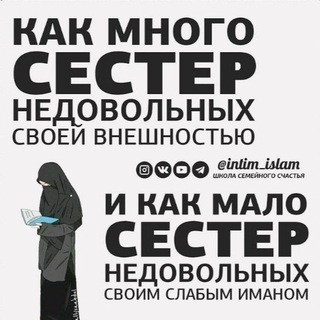 КАК МНОГО
СЕСТЕР
НЕДОВОЛЬНЫХ
СВОЕЙ ВНЕШНОСТЬЮ
@intim_islam
ШКОЛА СЕМЕЙНОГО СЧАСТЬЯ
И КАК МАЛО
СЕСТЕР
НЕДОВОЛЬНЫХ
СВОИМ СЛАБЫМ ИМАНОМ